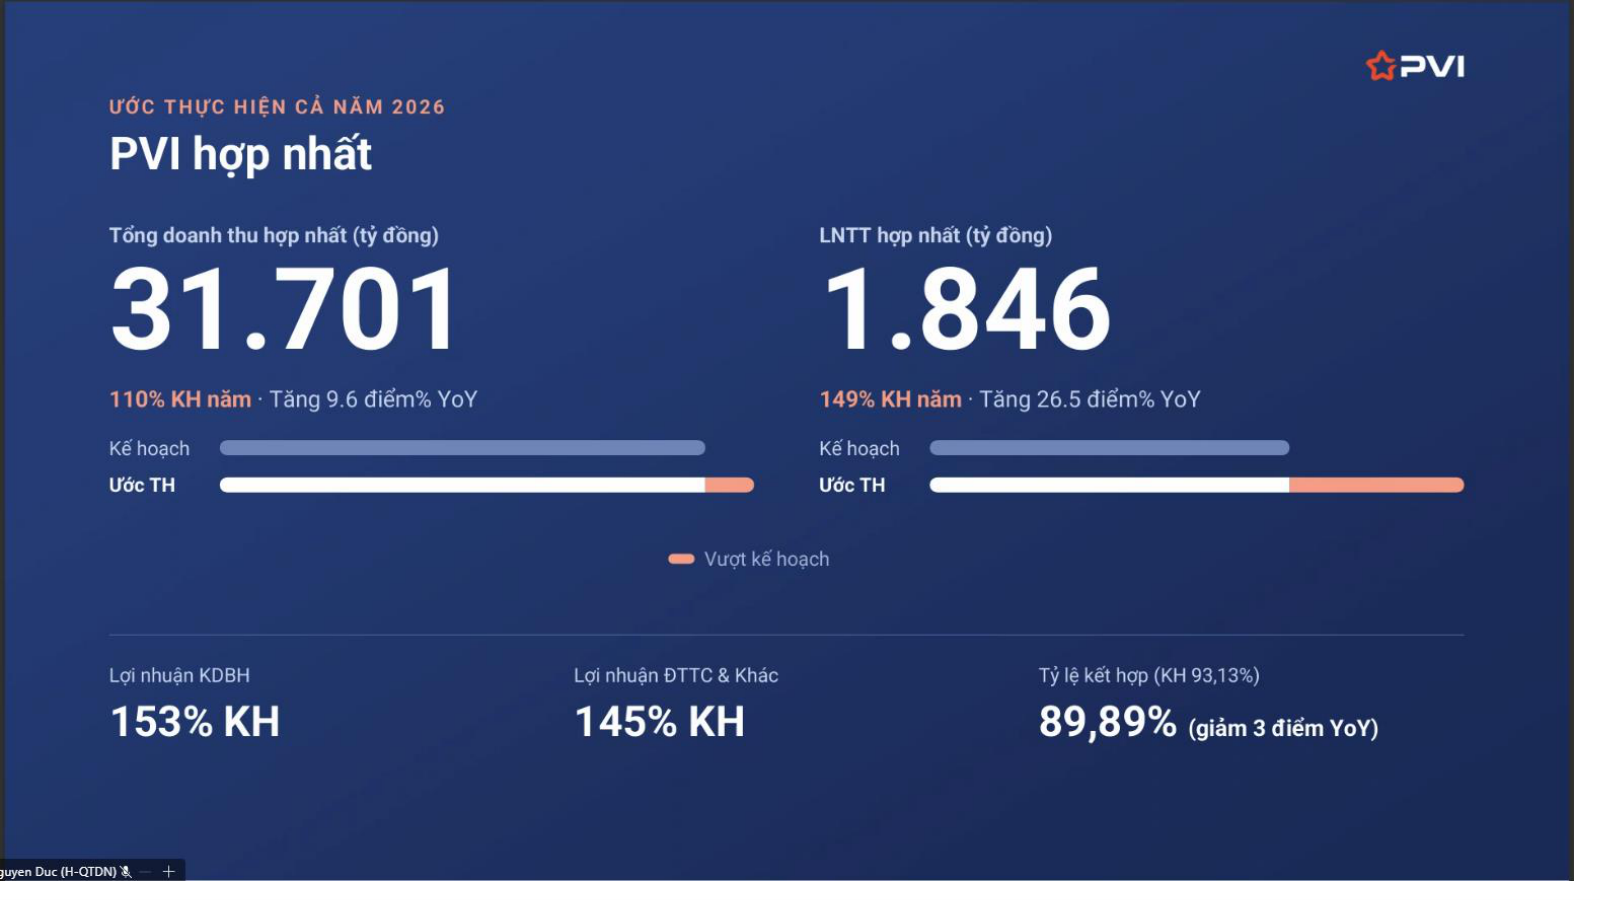 PVI
ƯỚC THỰC HIỆN CẢ NĂM 2026
PVI hợp nhất
Tổng doanh thu hợp nhất (tỷ đồng)
31.701
110% KH năm · Tăng 9.6 điểm% YoY
Kế hoạch
Ước TH
LNTT hợp nhất (tỷ đồng)
1.846
149% KH năm · Tăng 26.5 điểm% YoY
Kế hoạch
Ước TH
Vượt kế hoạch
Lợi nhuận KDBH
153% KH
Lợi nhuận ĐTTC & Khác
145% KH
Tỷ lệ kết hợp (KH 93,13%)
89,89% (giảm 3 điểm YoY)
guyen Duc (H-QTDN)